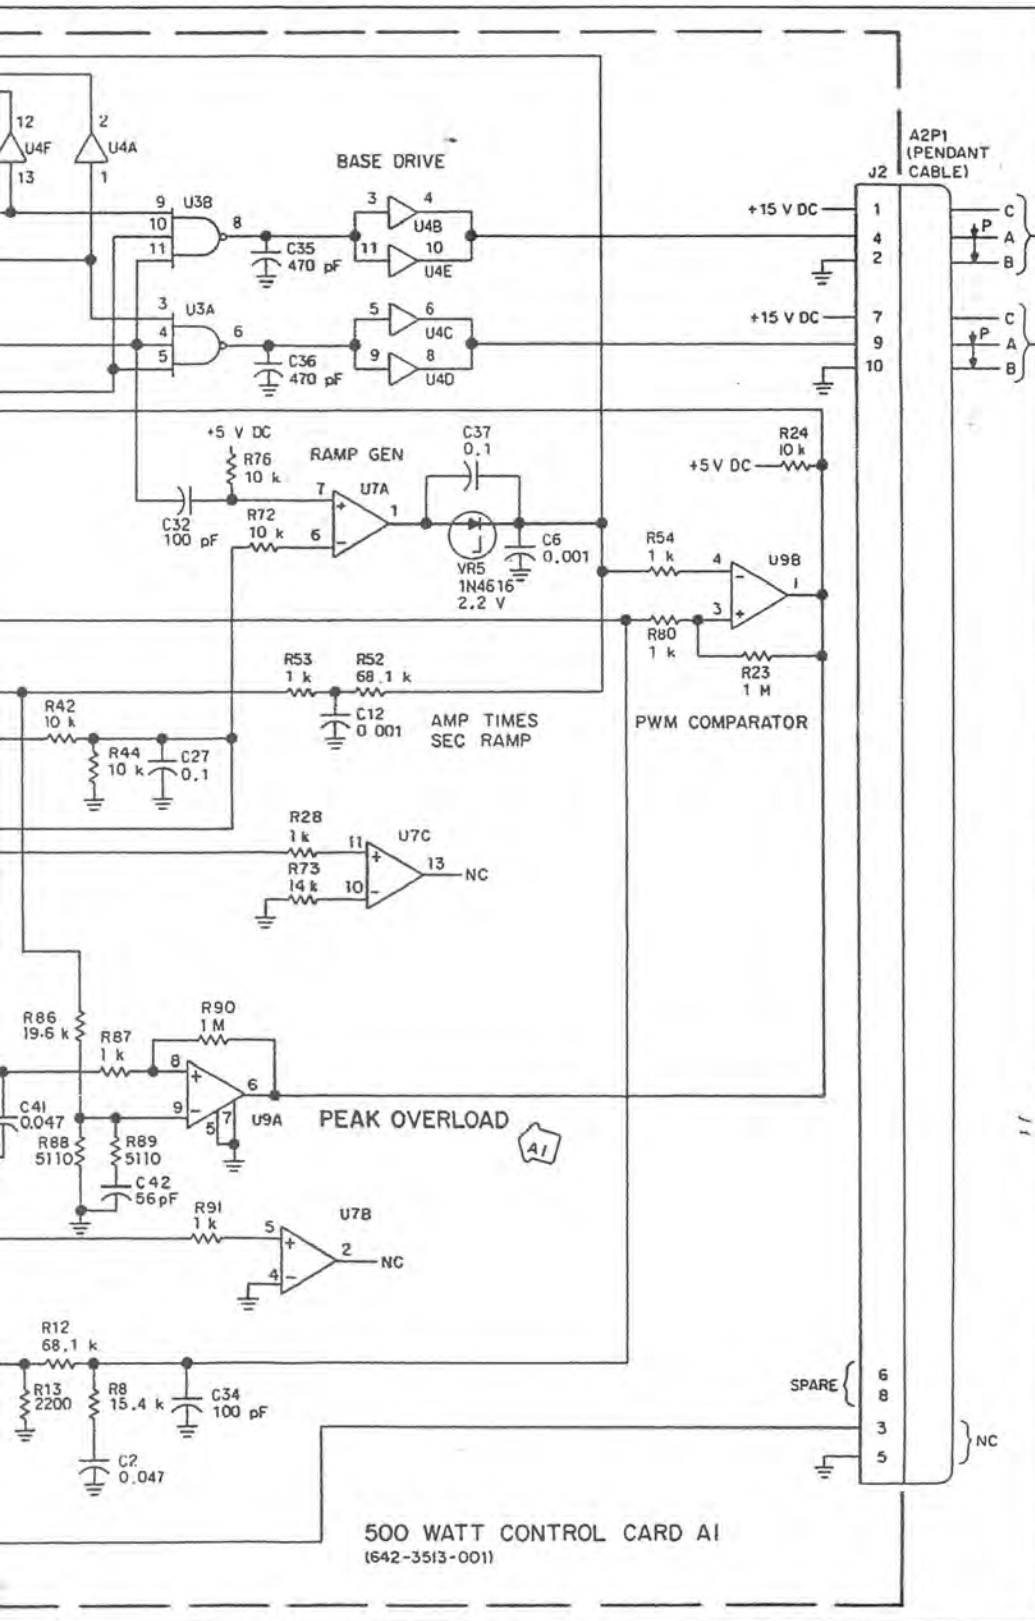 12
U4F
13
2
U4A
1
BASE DRIVE
A2P1
(PENDANT
CABLE)
J2
9
10
11
U3B
8
C35
470 pF
3
4
U4B
11
10
U4E
+15 V DC
1
4
2
C
P
A
B
3
4
5
U3A
6
C36
470 pF
5
6
U4C
9
8
U4D
+15 V DC
7
9
10
C
P
A
B
+5 V DC
R76
10 k
RAMP GEN
C37
0.1
R24
10 k
+5 V DC
C32
100 pF
R72
10 k
7
6
U7A
1
VR5
1N4616
2.2 V
C6
0.001
R54
1 k
4
U9B
1
3
R80
1 k
R23
1 M
PWM COMPARATOR
R53
1 k
R52
68.1 k
C12
0.001
AMP TIMES
SEC RAMP
R42
10 k
R44
10 k
C27
0.1
R28
1 k
R73
14 k
11
10
U7C
13
NC
R86
19.6 k
R87
1 k
R90
1 M
8
9
6
5
7
U9A
C41
0.047
R88
5110
R89
5110
C42
56 pF
PEAK OVERLOAD
A1
R91
1 k
5
4
U7B
2
NC
R12
68.1 k
R13
2200
R8
15.4 k
C34
100 pF
C2
0.047
SPARE
6
8
3
5
NC
500 WATT CONTROL CARD A1
(642-3513-001)